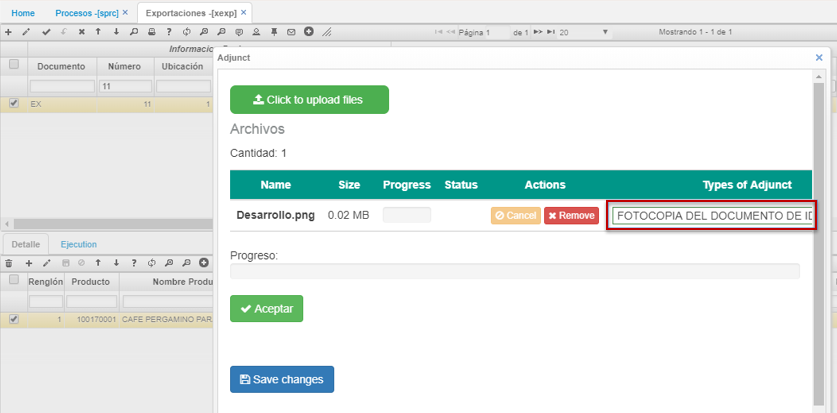 Home Procesos -[sprc] Exportaciones -[xexp]
Página 1 de 1 20 Mostrando 1 - 1 de 1
Documento Número Ubicación
11
EX 11 1
Adjunct
Click to upload files
Archivos
Cantidad: 1
Name Size Progress Status Actions Types of Adjunct
Desarrollo.png 0.02 MB Cancel Remove FOTOCOPIA DEL DOCUMENTO DE ID
Progreso:
Aceptar
Save changes
Detalle Ejecution
Renglón Producto Nombre Produ
1 100170001 CAFE PERGAMINO PAR